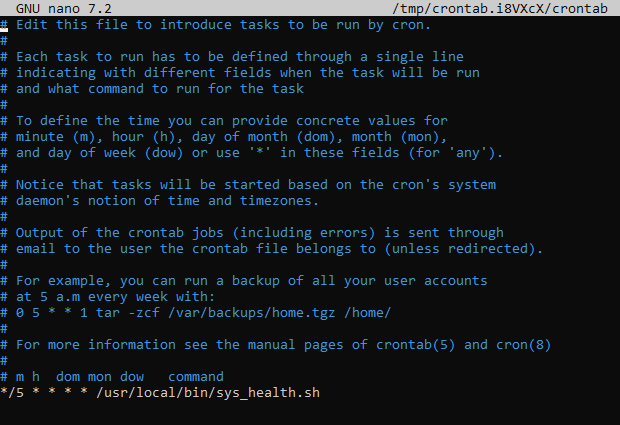 GNU nano 7.2 /tmp/crontab.i8VXcX/crontab
# Edit this file to introduce tasks to be run by cron.
#
# Each task to run has to be defined through a single line
# indicating with different fields when the task will be run
# and what command to run for the task
#
# To define the time you can provide concrete values for
# minute (m), hour (h), day of month (dom), month (mon),
# and day of week (dow) or use '*' in these fields (for 'any').
#
# Notice that tasks will be started based on the cron's system
# daemon's notion of time and timezones.
#
# Output of the crontab jobs (including errors) is sent through
# email to the user the crontab file belongs to (unless redirected).
#
# For example, you can run a backup of all your user accounts
# at 5 a.m every week with:
# 0 5 * * 1 tar -zcf /var/backups/home.tgz /home/
#
# For more information see the manual pages of crontab(5) and cron(8)
#
# m h  dom mon dow   command
*/5 * * * * /usr/local/bin/sys_health.sh